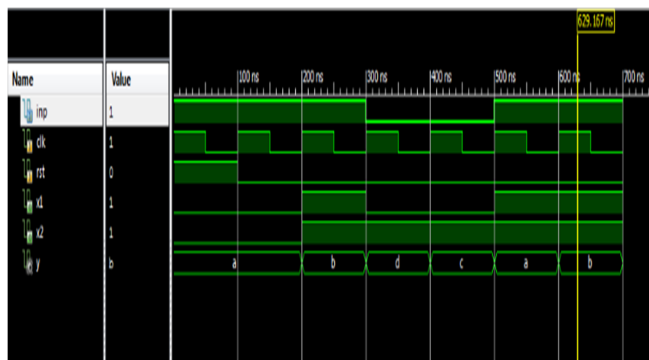 629.167 ns
Name Value
100 ns 200 ns 300 ns 400 ns 500 ns 600 ns 700 ns
inp 1
clk 1
rst 0
x1 1
x2 1
y b a b d c a b